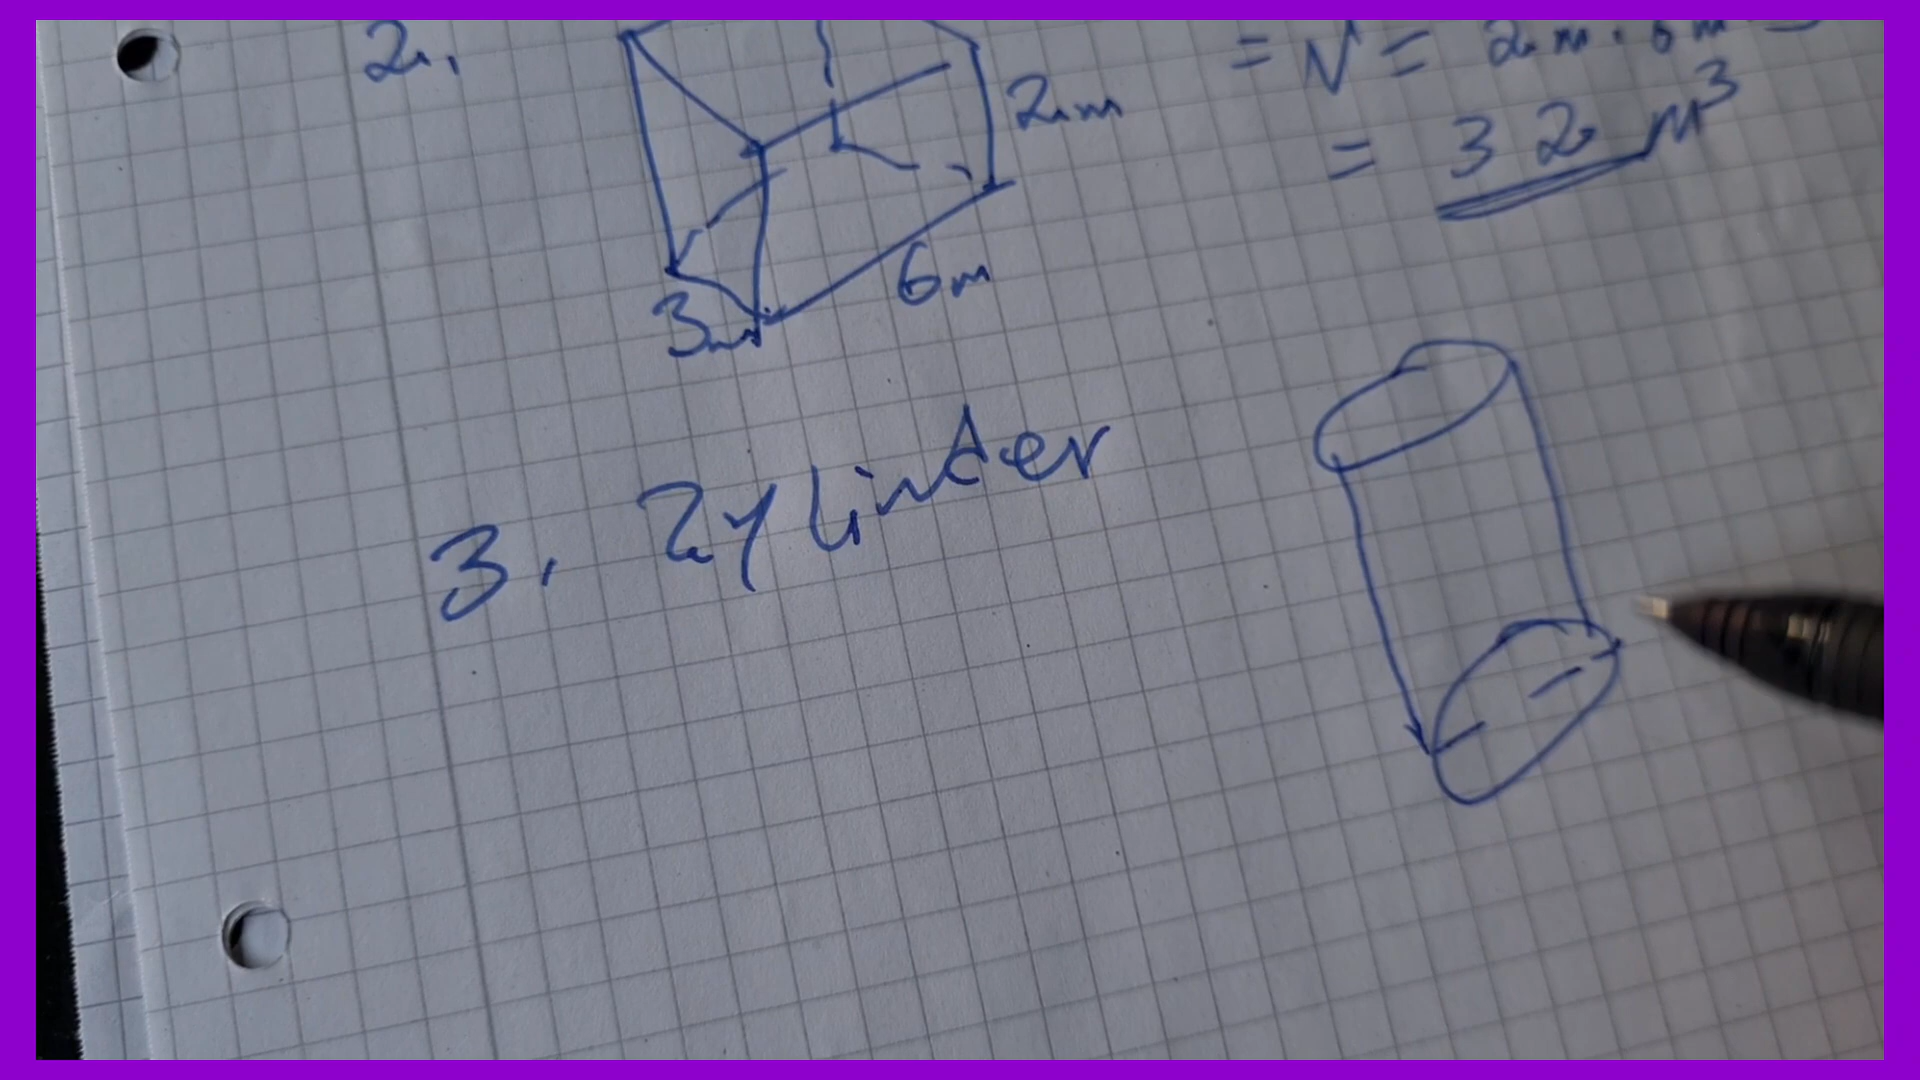 2.
= V = 2m · 6m
2m
= 32 m³
6m
3m
3. Zylinder